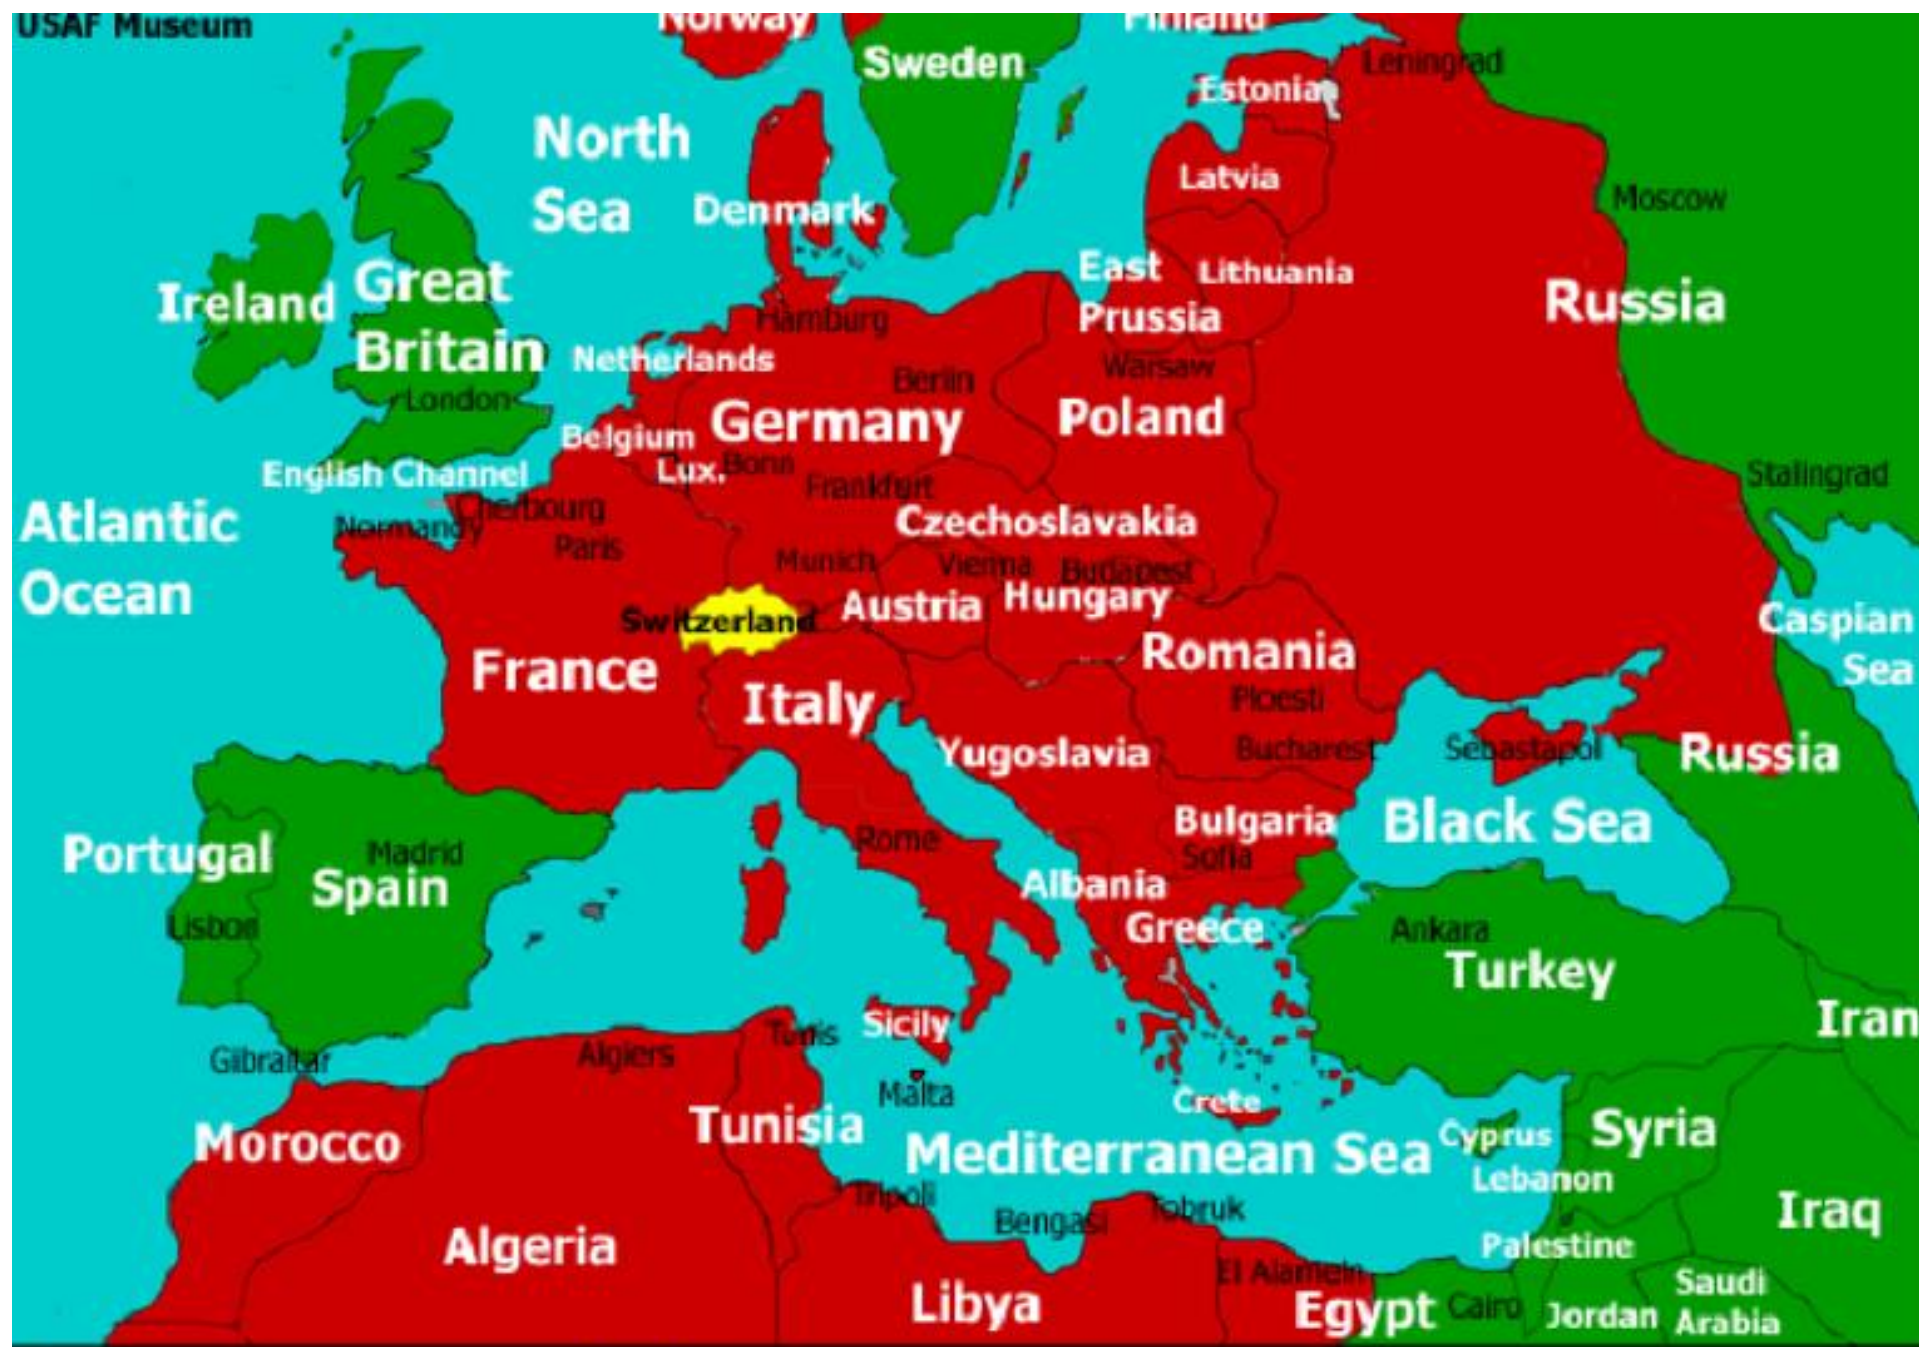 USAF Museum
Norway
Finland
Sweden
Leningrad
Estonia
North
Sea
Latvia
Moscow
Denmark
East
Prussia
Lithuania
Great
Britain
Ireland
Russia
Hamburg
Netherlands
Warsaw
Berlin
London
Germany
Poland
Belgium
English Channel
Lux.
Bonn
Stalingrad
Frankfurt
Cherbourg
Normandy
Atlantic
Ocean
Czechoslavakia
Paris
Munich
Vienna
Budapest
Switzerland
Austria
Hungary
Caspian
Sea
Romania
France
Italy
Ploesti
Yugoslavia
Bucharest
Sebastapol
Russia
Bulgaria
Black Sea
Rome
Sofia
Portugal
Madrid
Spain
Albania
Greece
Lisbon
Ankara
Turkey
Iran
Sicily
Tunis
Algiers
Gibraltar
Malta
Crete
Morocco
Tunisia
Mediterranean Sea
Cyprus
Syria
Lebanon
Tripoli
Bengasi
Tobruk
Iraq
Algeria
Palestine
El Alamein
Libya
Egypt
Cairo
Jordan
Saudi
Arabia